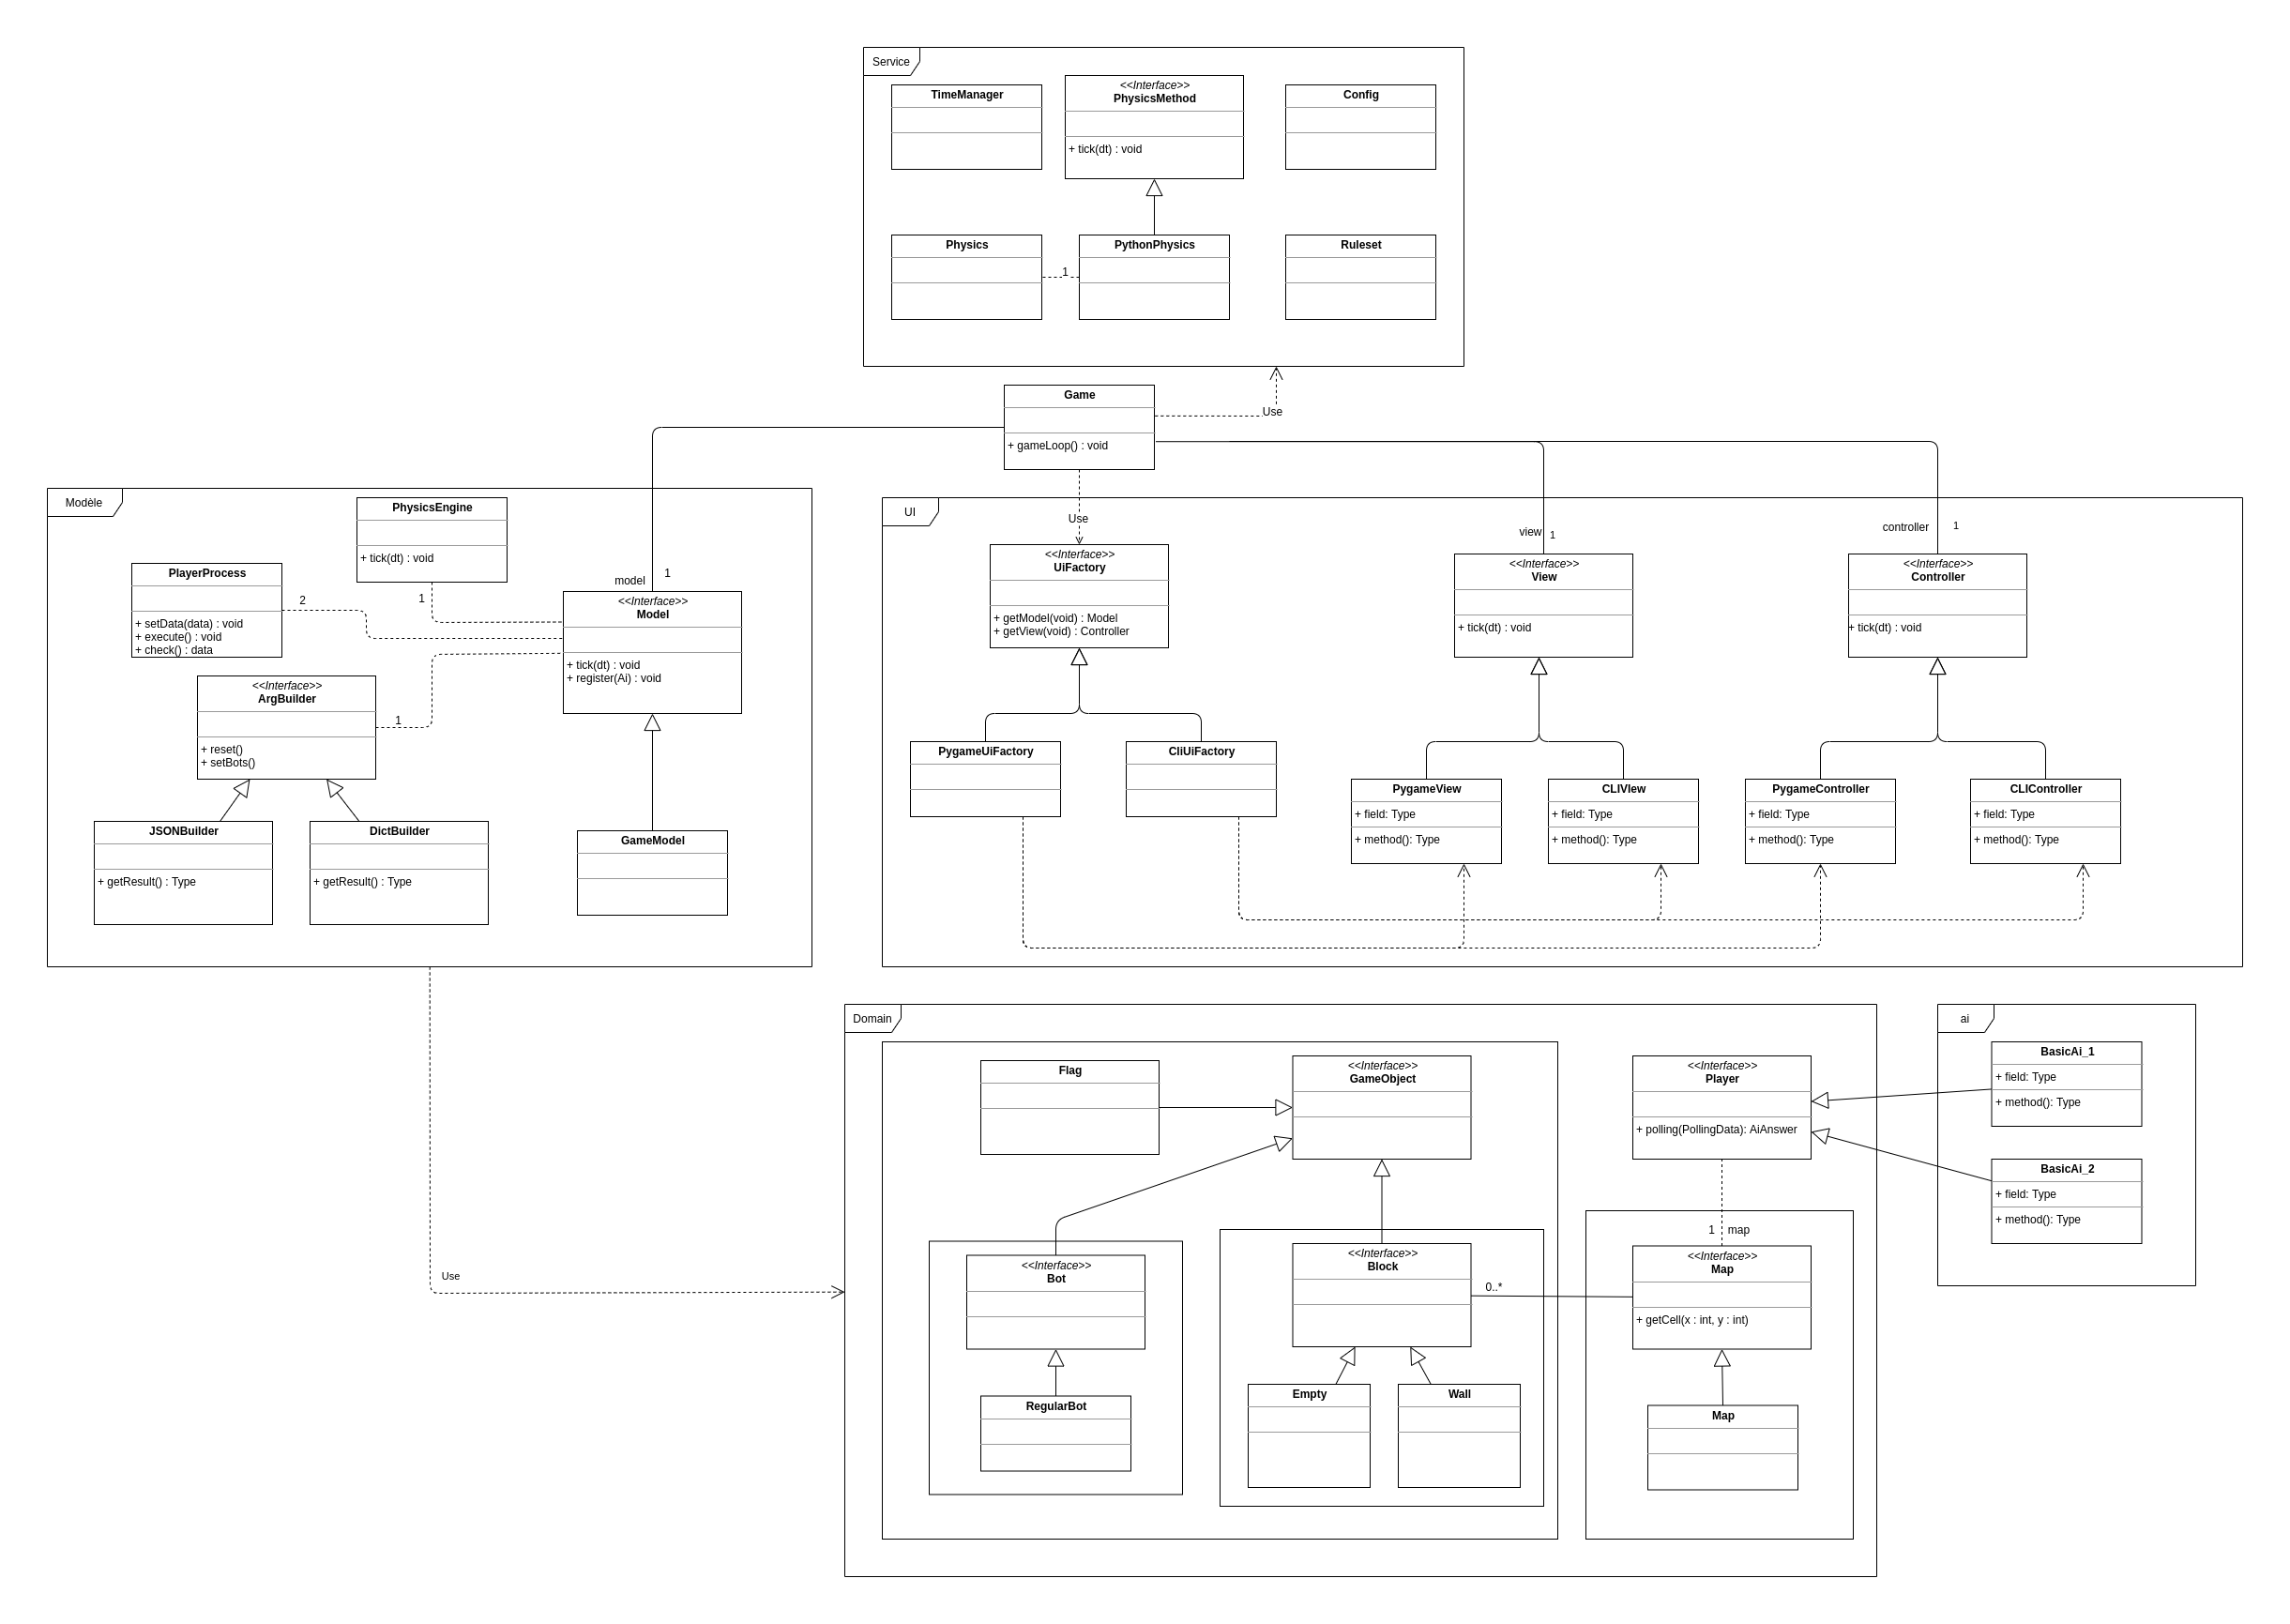 Service
TimeManager
<<Interface>>
PhysicsMethod
+ tick(dt) : void
Config
Physics
1
PythonPhysics
Ruleset
Game
+ gameLoop() : void
Use
Use
Modèle
PhysicsEngine
+ tick(dt) : void
PlayerProcess
+ setData(data) : void
+ execute() : void
+ check() : data
2
1
model
1
<<Interface>>
Model
+ tick(dt) : void
+ register(Ai) : void
<<Interface>>
ArgBuilder
+ reset()
+ setBots()
1
JSONBuilder
+ getResult() : Type
DictBuilder
+ getResult() : Type
GameModel
UI
<<Interface>>
UiFactory
+ getModel(void) : Model
+ getView(void) : Controller
view
1
<<Interface>>
View
+ tick(dt) : void
controller
1
<<Interface>>
Controller
+ tick(dt) : void
PygameUiFactory
CliUiFactory
PygameView
+ field: Type
+ method(): Type
CLIVIew
+ field: Type
+ method(): Type
PygameController
+ field: Type
+ method(): Type
CLIController
+ field: Type
+ method(): Type
Use
Domain
Flag
<<Interface>>
GameObject
<<Interface>>
Player
+ polling(PollingData): AiAnswer
ai
BasicAi_1
+ field: Type
+ method(): Type
BasicAi_2
+ field: Type
+ method(): Type
1
map
<<Interface>>
Bot
<<Interface>>
Block
0..*
<<Interface>>
Map
+ getCell(x : int, y : int)
RegularBot
Empty
Wall
Map